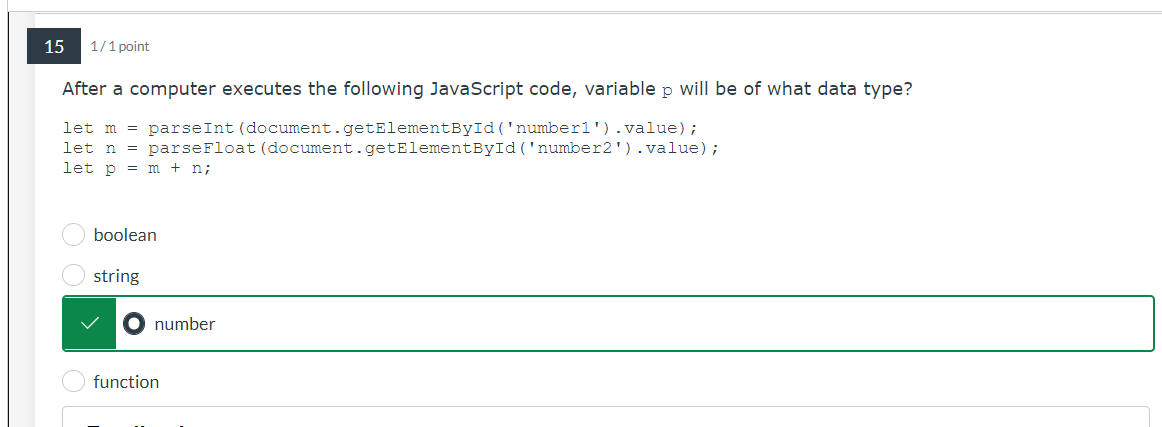 15 1 / 1 point
After a computer executes the following JavaScript code, variable p will be of what data type?
let m = parseInt(document.getElementById('number1').value);
let n = parseFloat(document.getElementById('number2').value);
let p = m + n;
boolean
string
number
function